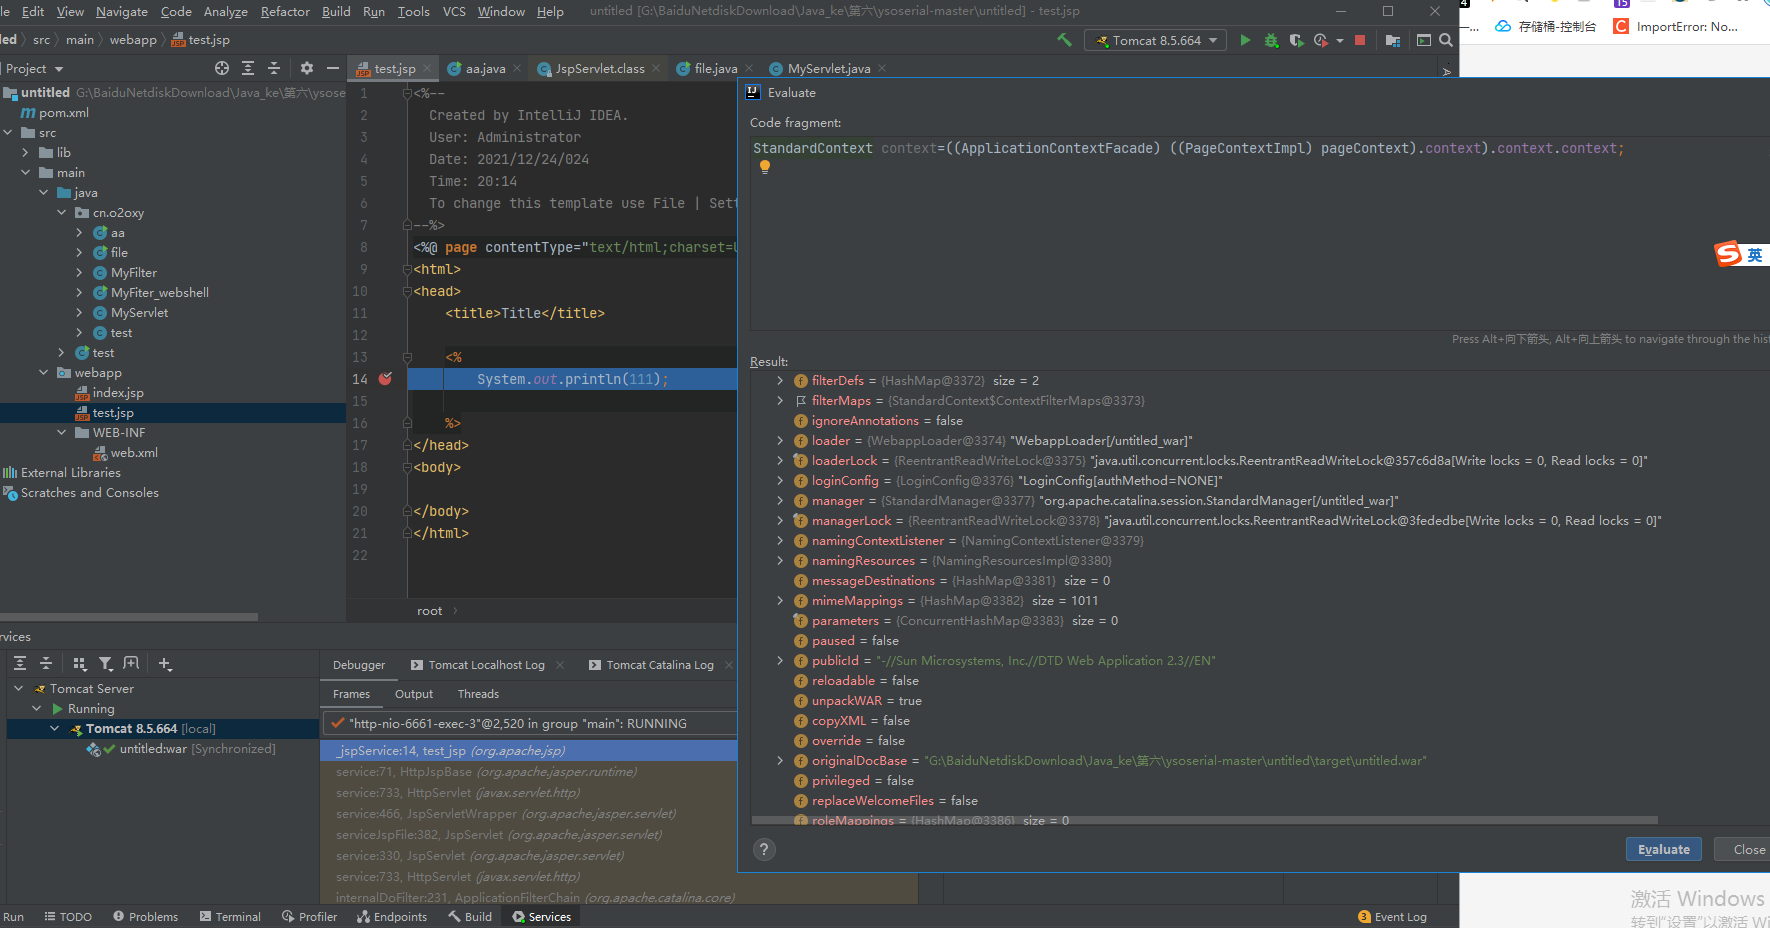 le Edit View Navigate Code Analyze Refactor Build Run Tools VCS Window Help untitled [G:\BaiduNetdiskDownload\Java_ke\第六\ysoserial-master\untitled] - test.jsp
led src main webapp test.jsp
Tomcat 8.5.664
4
15
存储桶-控制台 ImportError: No...
Project
test.jsp aa.java JspServlet.class file.java MyServlet.java
untitled G:\BaiduNetdiskDownload\Java_ke\第六\ysose
pom.xml
src
lib
main
java
cn.o2oxy
aa
file
MyFilter
MyFiter_webshell
MyServlet
test
test
webapp
index.jsp
test.jsp
WEB-INF
web.xml
External Libraries
Scratches and Consoles
1 <%--
2 Created by IntelliJ IDEA.
3 User: Administrator
4 Date: 2021/12/24/024
5 Time: 20:14
6 To change this template use File | Sett
7 --%>
8 <%@ page contentType="text/html;charset=U
9 <html>
10 <head>
11 <title>Title</title>
12
13 <%
14 System.out.println(111);
15
16 %>
17 </head>
18 <body>
19
20 </body>
21 </html>
22
root
Evaluate
Code fragment:
StandardContext context=((ApplicationContextFacade) ((PageContextImpl) pageContext).context).context.context;
英
Press Alt+向下箭头, Alt+向上箭头 to navigate through the hist
Result:
filterDefs = {HashMap@3372} size = 2
filterMaps = {StandardContext$ContextFilterMaps@3373}
ignoreAnnotations = false
loader = {WebappLoader@3374} "WebappLoader[/untitled_war]"
loaderLock = {ReentrantReadWriteLock@3375} "java.util.concurrent.locks.ReentrantReadWriteLock@357c6d8a[Write locks = 0, Read locks = 0]"
loginConfig = {LoginConfig@3376} "LoginConfig[authMethod=NONE]"
manager = {StandardManager@3377} "org.apache.catalina.session.StandardManager[/untitled_war]"
managerLock = {ReentrantReadWriteLock@3378} "java.util.concurrent.locks.ReentrantReadWriteLock@3fededbe[Write locks = 0, Read locks = 0]"
namingContextListener = {NamingContextListener@3379}
namingResources = {NamingResourcesImpl@3380}
messageDestinations = {HashMap@3381} size = 0
mimeMappings = {HashMap@3382} size = 1011
parameters = {ConcurrentHashMap@3383} size = 0
paused = false
publicId = "-//Sun Microsystems, Inc.//DTD Web Application 2.3//EN"
reloadable = false
unpackWAR = true
copyXML = false
override = false
originalDocBase = "G:\BaiduNetdiskDownload\Java_ke\第六\ysoserial-master\untitled\target\untitled.war"
privileged = false
replaceWelcomeFiles = false
roleMappings = {HashMap@3386} size = 0
? Evaluate Close
rvices
Tomcat Server
Running
Tomcat 8.5.664 [local]
untitled:war [Synchronized]
Debugger Tomcat Localhost Log Tomcat Catalina Log
Frames Output Threads
"http-nio-6661-exec-3"@2,520 in group "main": RUNNING
_jspService:14, test_jsp (org.apache.jsp)
service:71, HttpJspBase (org.apache.jasper.runtime)
service:733, HttpServlet (javax.servlet.http)
service:466, JspServletWrapper (org.apache.jasper.servlet)
serviceJspFile:382, JspServlet (org.apache.jasper.servlet)
service:330, JspServlet (org.apache.jasper.servlet)
service:733, HttpServlet (javax.servlet.http)
internalDoFilter:231, ApplicationFilterChain (org.apache.catalina.core)
Run TODO Problems Terminal Profiler Endpoints Build Services 3 Event Log
激活 Windows
转到"设置"以激活 Wi